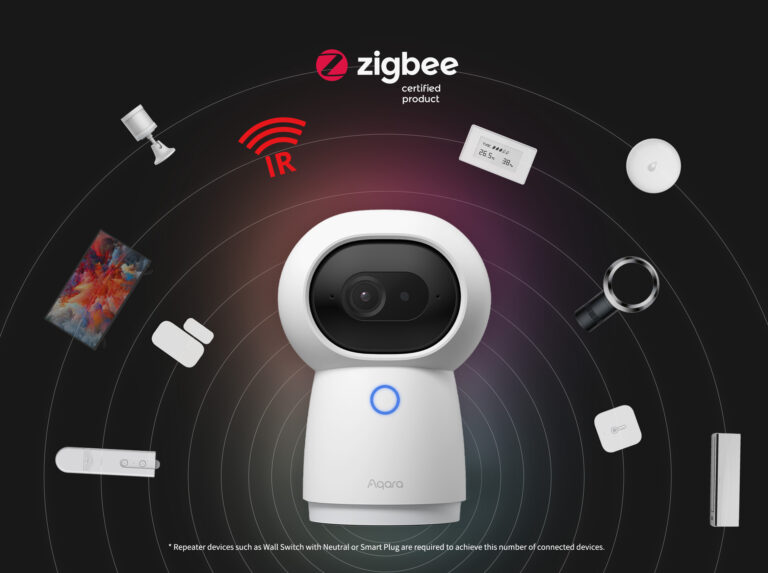 zigbee
certified
product
IR
26.5
38%
Aqara
* Repeater devices such as Wall Switch with Neutral or Smart Plug are required to achieve this number of connected devices.